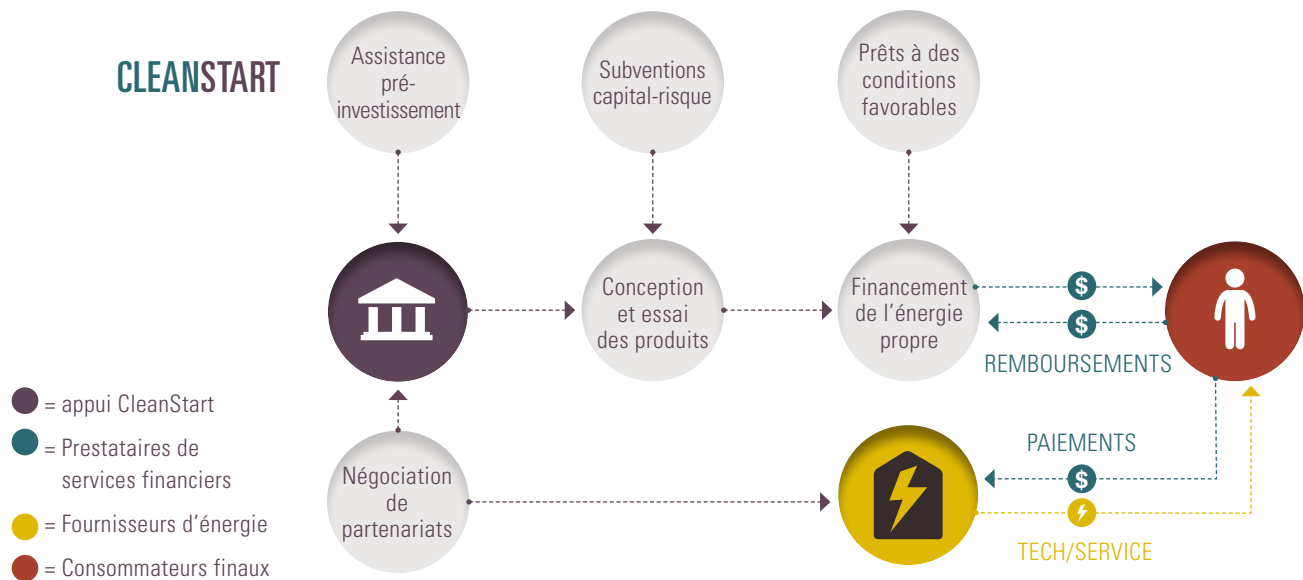 CLEANSTART
Assistance
pré-
investissement
Subventions
capital-risque
Prêts à des
conditions
favorables
Conception
et essai
des produits
Financement
de l'énergie
propre
$
$
REMBOURSEMENTS
= appui CleanStart
= Prestataires de
services financiers
= Fournisseurs d'énergie
= Consommateurs finaux
Négociation
de
partenariats
PAIEMENTS
$
TECH/SERVICE